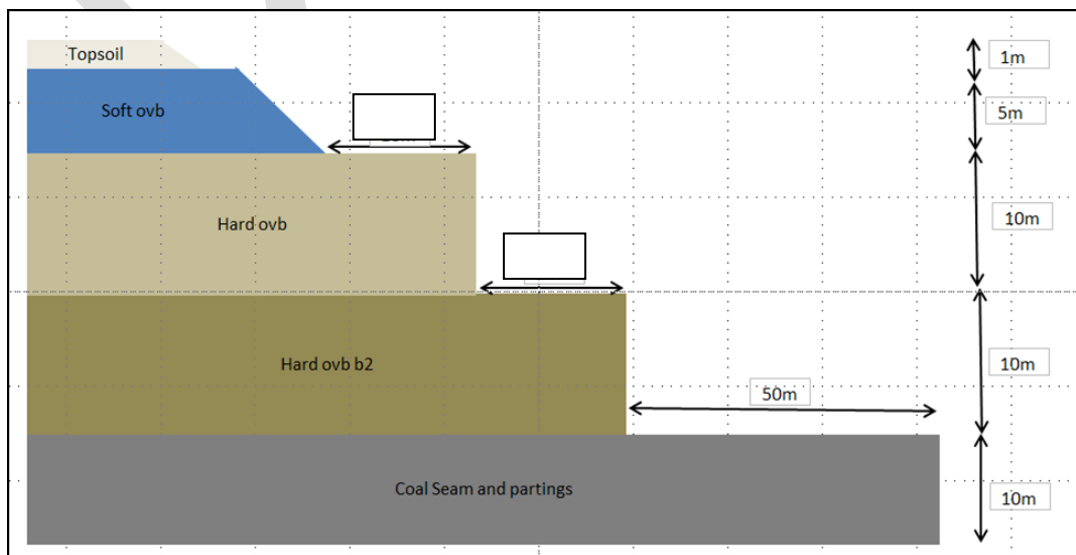 Topsoil
1m
Soft ovb
5m
Hard ovb
10m
Hard ovb b2
10m
50m
Coal Seam and partings
10m